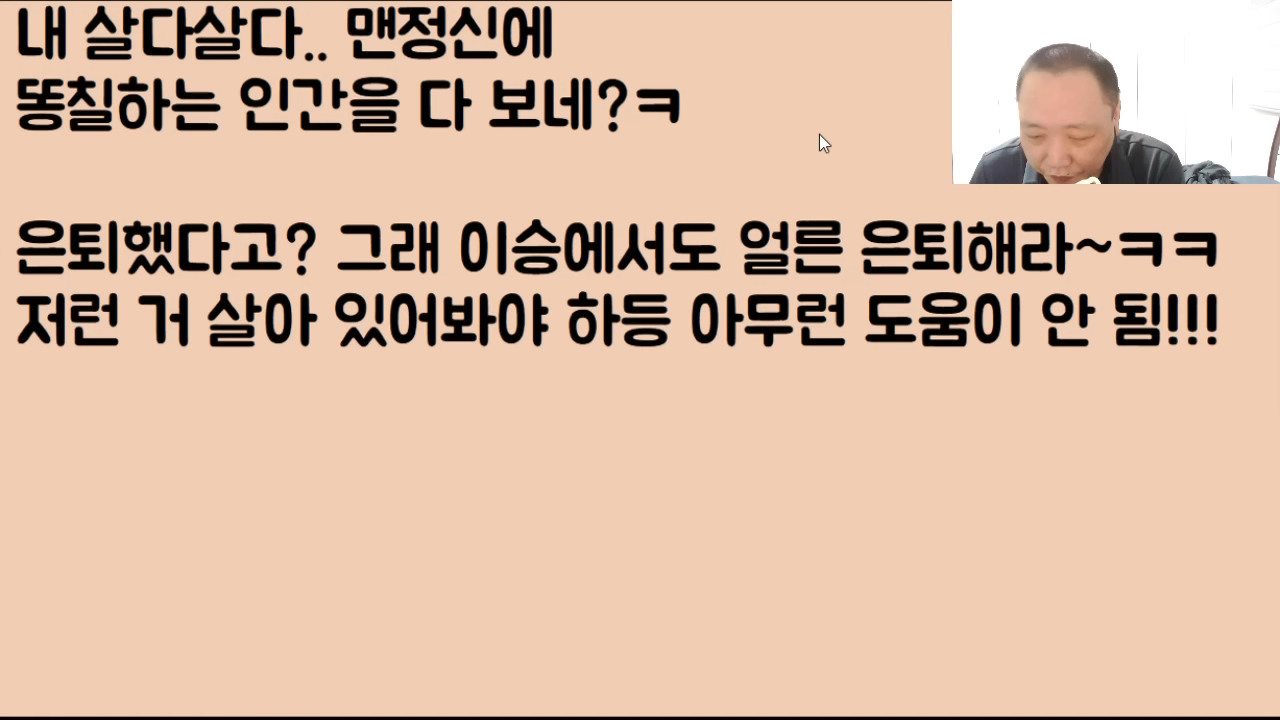 내 살다살다.. 맨정신에
똥칠하는 인간을 다 보네?ㅋ
은퇴했다고? 그래 이승에서도 얼른 은퇴해라~ㅋㅋ
저런 거 살아 있어봐야 하등 아무런 도움이 안 됨!!!